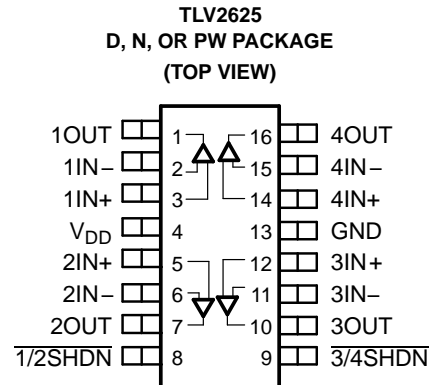 TLV2625
D, N, OR PW PACKAGE
(TOP VIEW)
1OUT 1 16 4OUT
1IN− 2 15 4IN−
1IN+ 3 14 4IN+
VDD 4 13 GND
2IN+ 5 12 3IN+
2IN− 6 11 3IN−
2OUT 7 10 3OUT
1/2SHDN 8 9 3/4SHDN